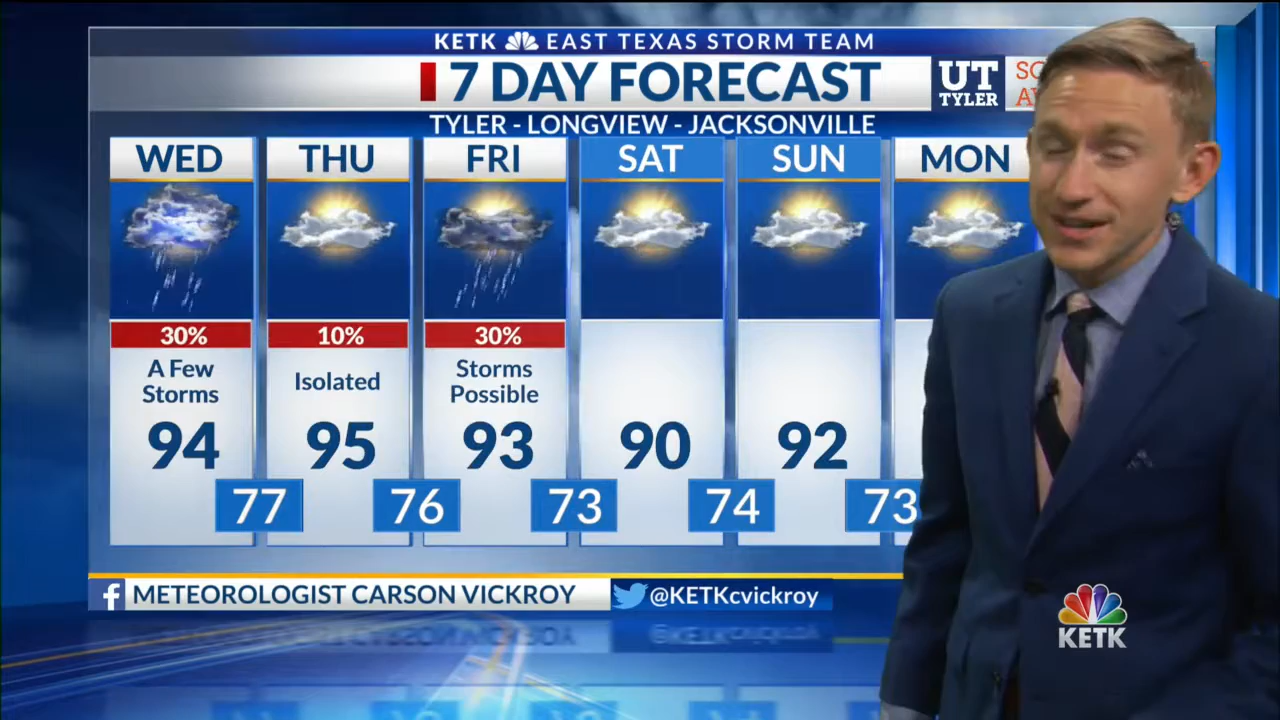 KETK EAST TEXAS STORM TEAM
7 DAY FORECAST
UT
TYLER
TYLER - LONGVIEW - JACKSONVILLE
WED THU FRI SAT SUN MON
30% 10% 30%
A Few Storms
Isolated
Storms Possible
94 95 93 90 92
77 76 73 74 73
METEOROLOGIST CARSON VICKROY
@KETKcvickroy
KETK